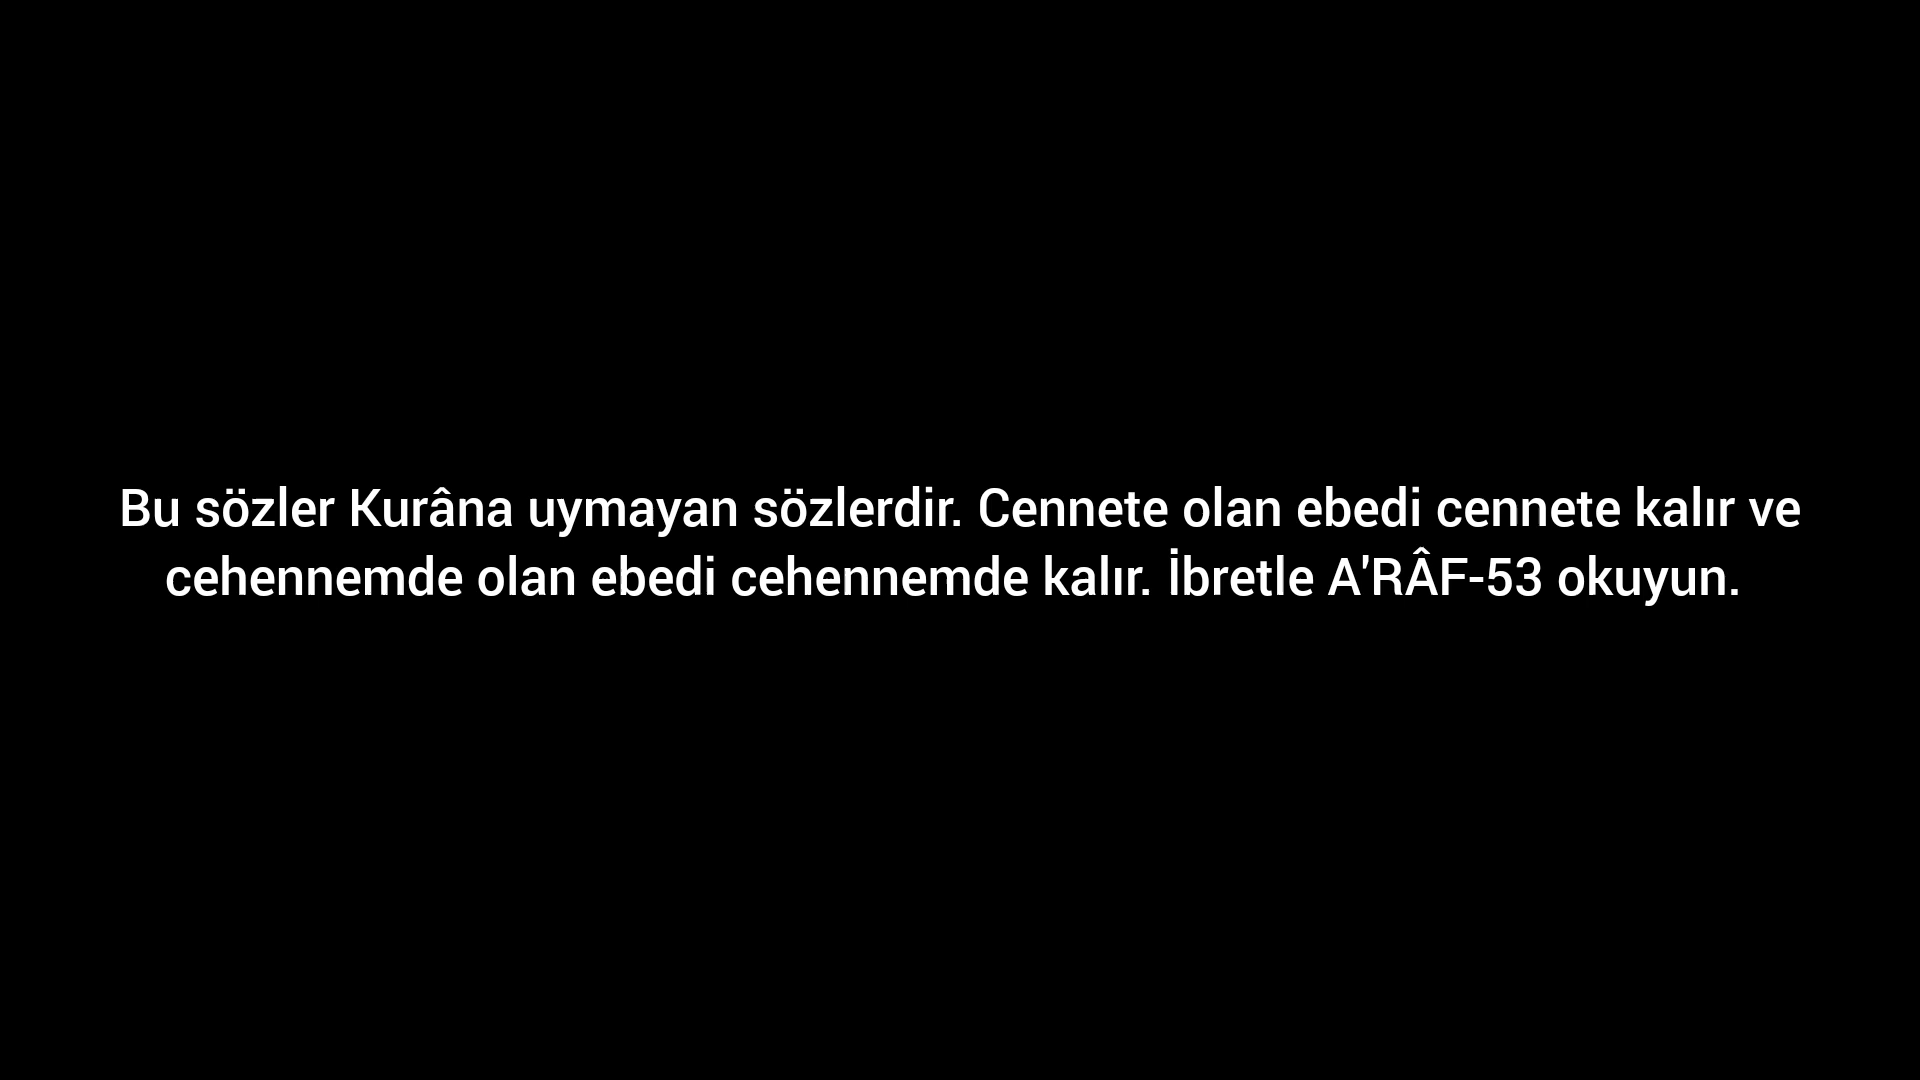 Bu sözler Kurâna uymayan sözlerdir. Cennete olan ebedi cennete kalır ve
cehennemde olan ebedi cehennemde kalır. İbretle A'RÂF-53 okuyun.